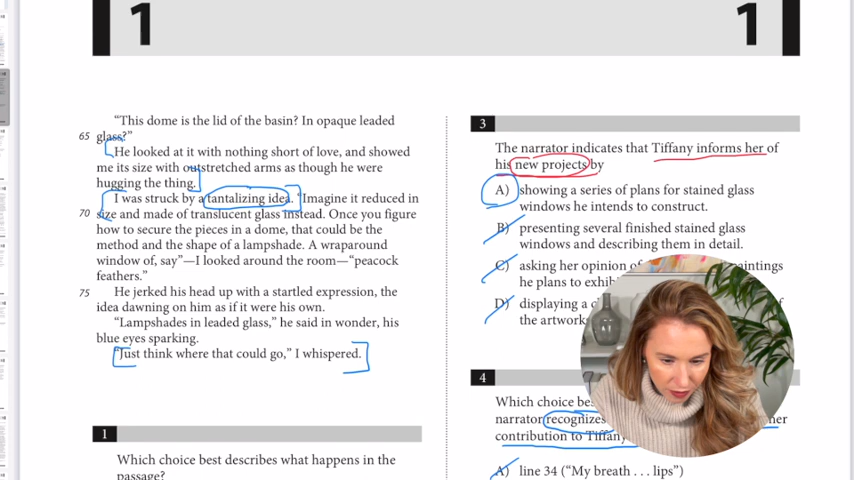 1
1
"This dome is the lid of the basin? In opaque leaded
65 glass?"
He looked at it with nothing short of love, and showed
me its size with outstretched arms as though he were
hugging the thing.
I was struck by a tantalizing idea. "Imagine it reduced in
70 size and made of translucent glass instead. Once you figure
how to secure the pieces in a dome, that could be the
method and the shape of a lampshade. A wraparound
window of, say"—I looked around the room—"peacock
feathers."
75 He jerked his head up with a startled expression, the
idea dawning on him as if it were his own.
"Lampshades in leaded glass," he said in wonder, his
blue eyes sparking.
"Just think where that could go," I whispered.
1
Which choice best describes what happens in the
passage?
3
The narrator indicates that Tiffany informs her of
his new projects by
A) showing a series of plans for stained glass
windows he intends to construct.
B) presenting several finished stained glass
windows and describing them in detail.
C) asking her opinion of
he plans to exhib
D) displaying a
the artwork
4
Which choice
narrator recognizes
contribution to
A) line 34 ("My breath . . . lips")